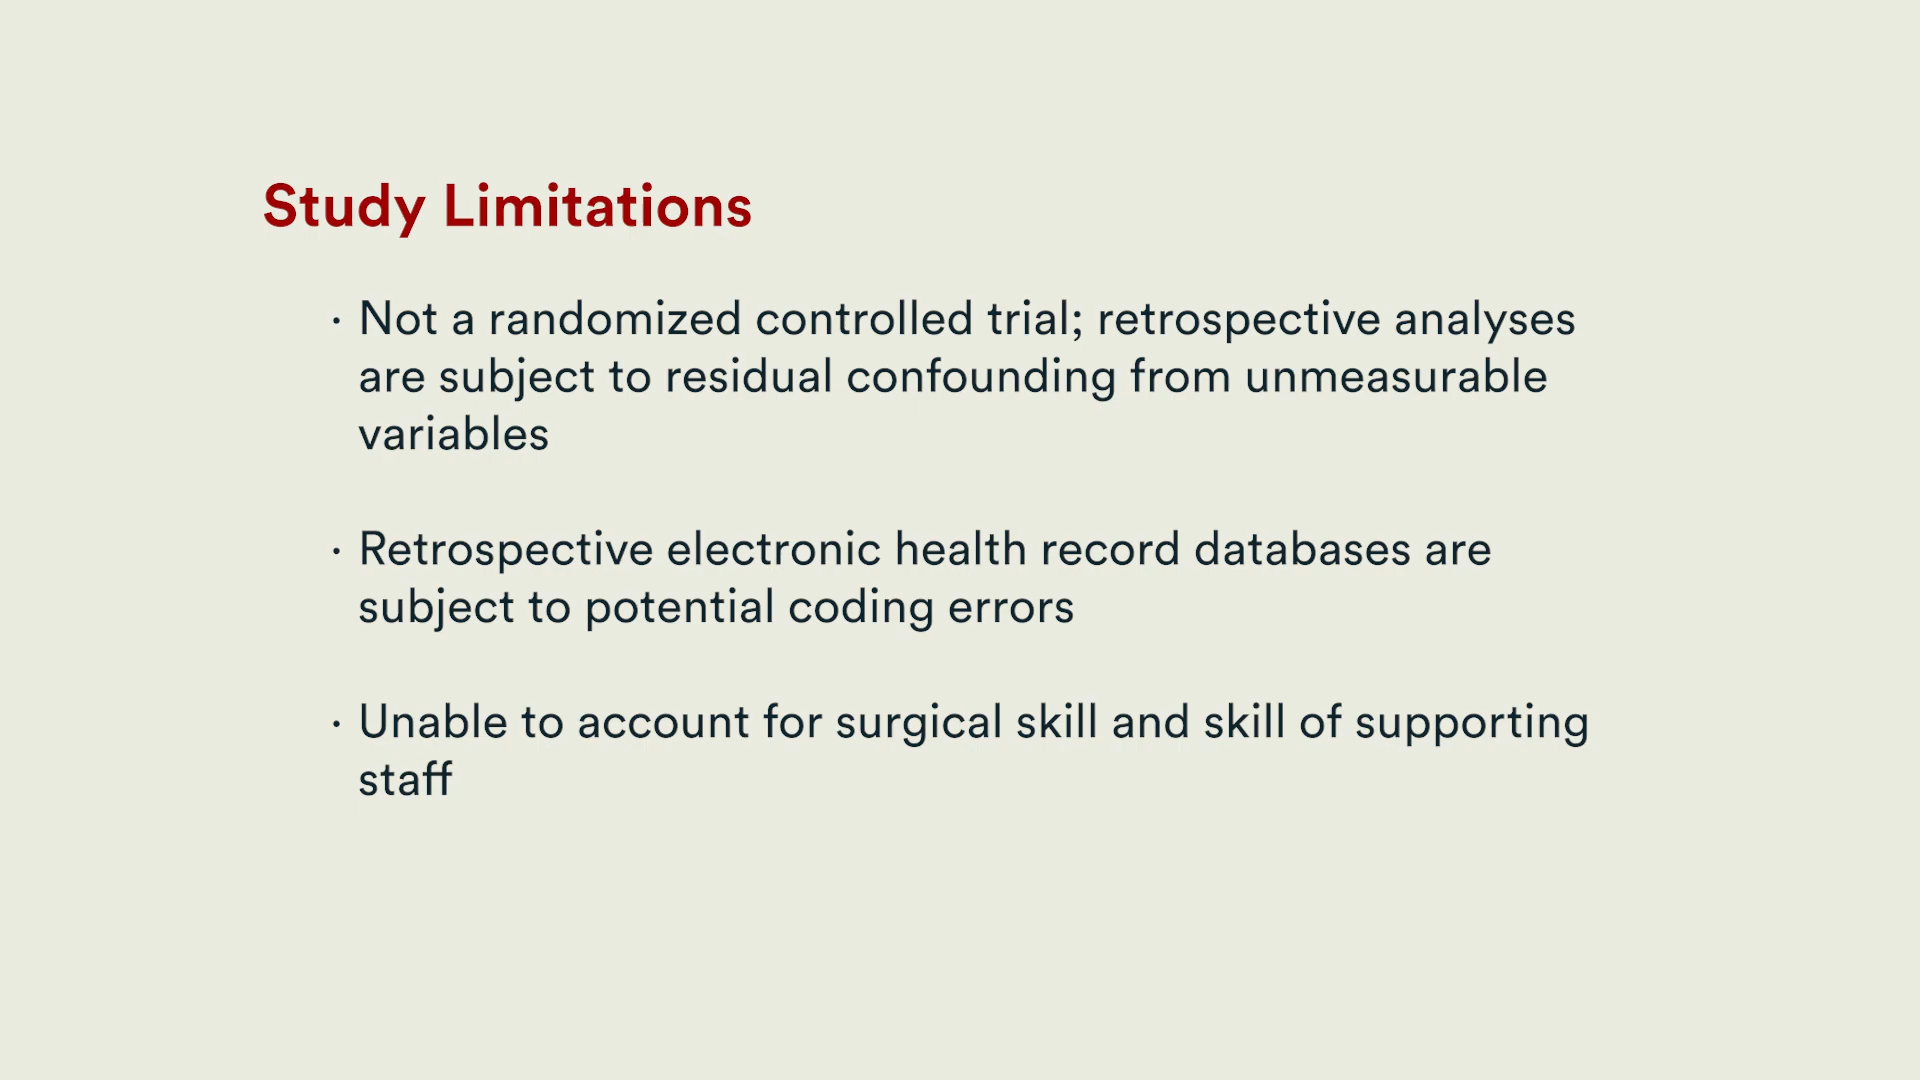 Study Limitations
· Not a randomized controlled trial; retrospective analyses
are subject to residual confounding from unmeasurable
variables
· Retrospective electronic health record databases are
subject to potential coding errors
· Unable to account for surgical skill and skill of supporting
staff